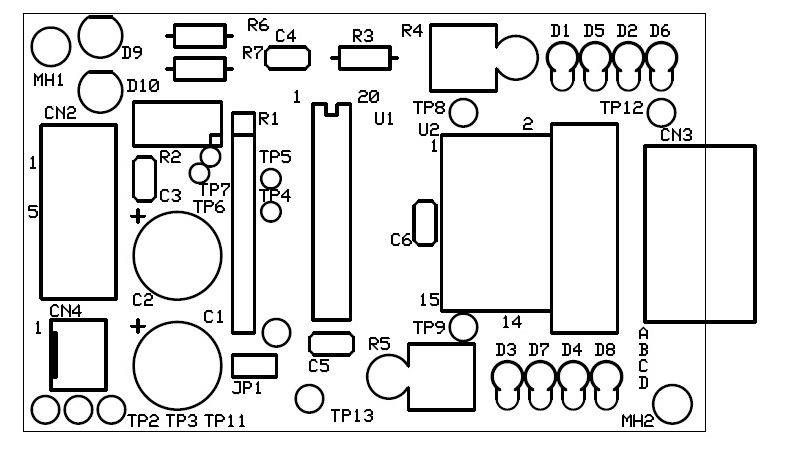 R6
D1 D5 D2 D6
R4
C4
R3
D9
R7
MH1
D10
1 20
TP8
TP12
CN2
R1
U1
2
U2
CN3
1
1
R2
TP5
TP7
C3
TP4
5
TP6
+
C6
C2
15
CN4
C1
14
1
+
TP9
A
R5
D3 D7 D4 D8
B
C5
C
JP1
D
TP2 TP3 TP11
TP13
MH2